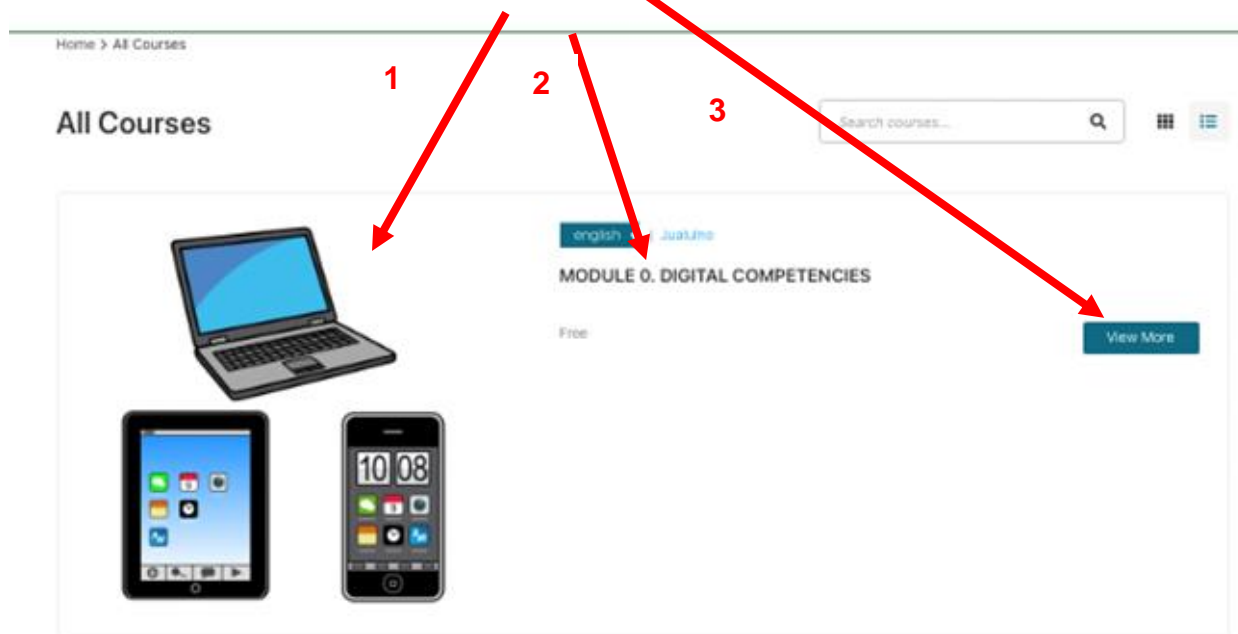 Home > All Courses
1
2
3
All Courses
Search courses...
english
MODULE 0. DIGITAL COMPETENCIES
Free
View More
10 08